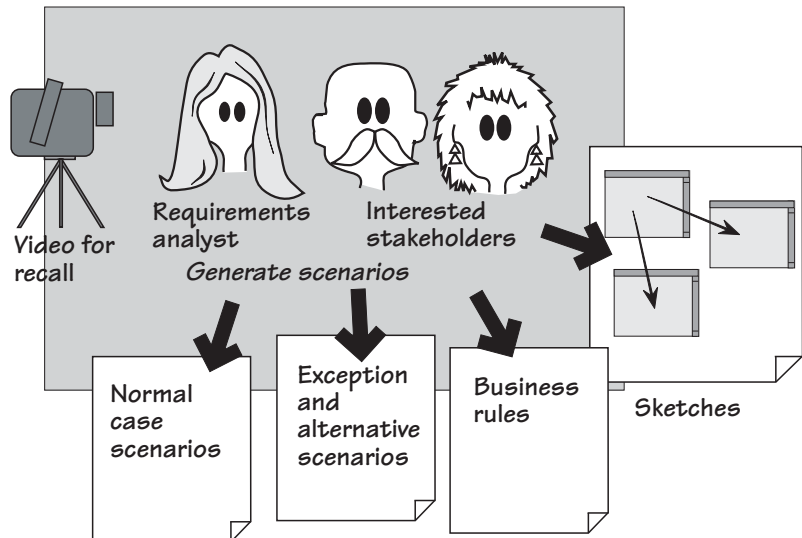 Video for
recall
Requirements
analyst
Interested
stakeholders
Generate scenarios
Normal
case
scenarios
Exception
and
alternative
scenarios
Business
rules
Sketches